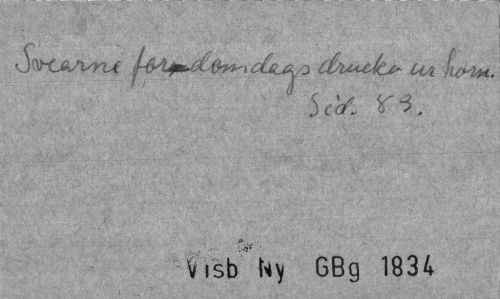 Svearne fordomdags drucko ur horn.
Sid. 83.
Visb Ny GBg 1834